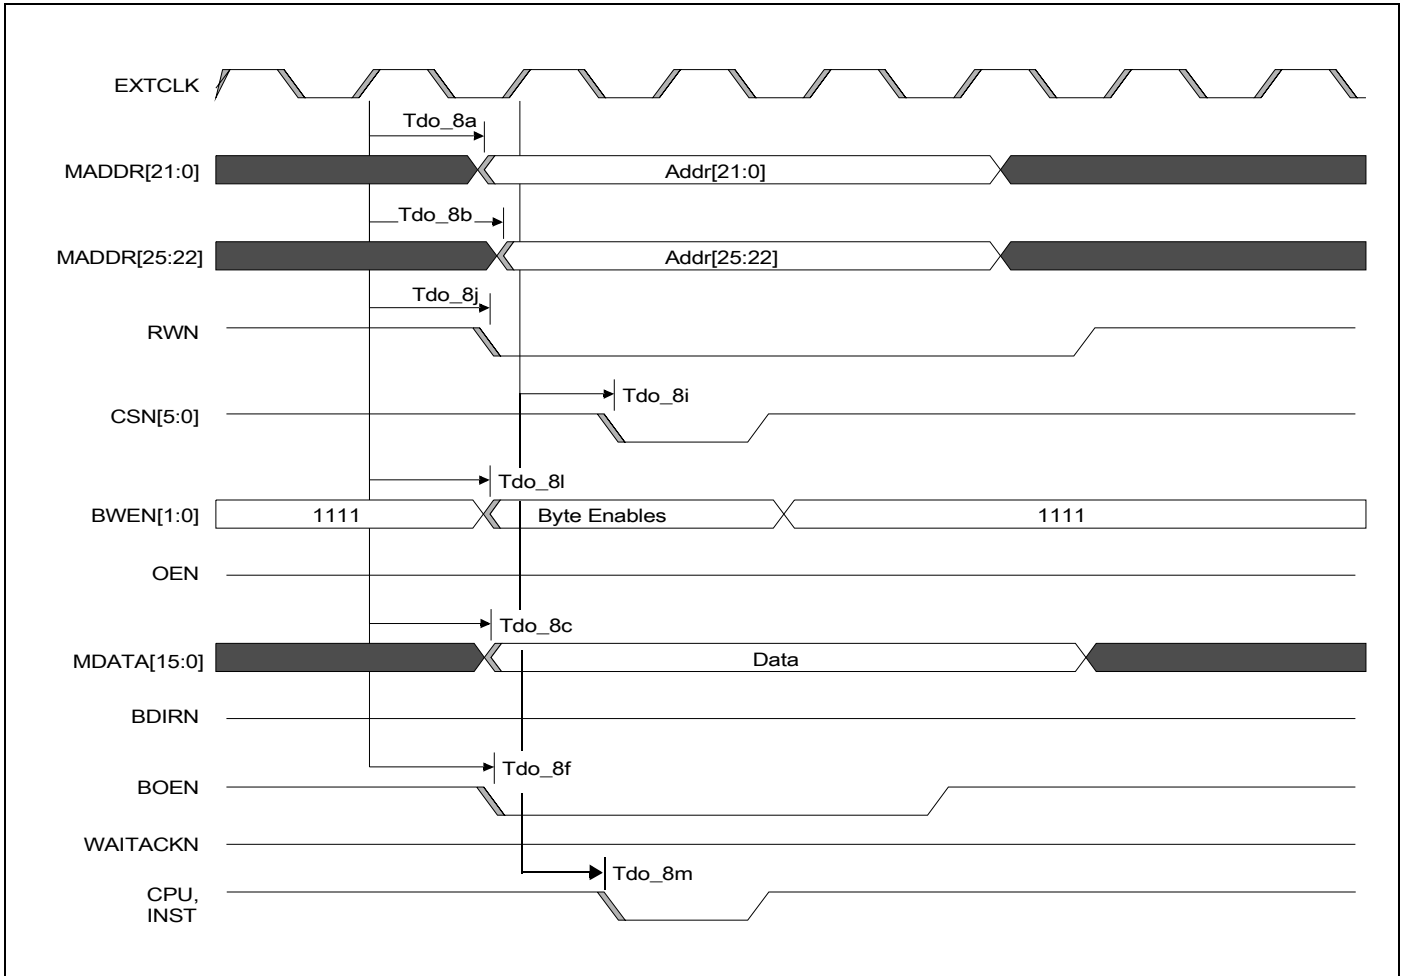 EXTCLK
Tdo_8a
MADDR[21:0]
Addr[21:0]
Tdo_8b
MADDR[25:22]
Addr[25:22]
Tdo_8j
RWN
Tdo_8i
CSN[5:0]
Tdo_8l
BWEN[1:0]
1111
Byte Enables
1111
OEN
Tdo_8c
MDATA[15:0]
Data
BDIRN
Tdo_8f
BOEN
WAITACKN
Tdo_8m
CPU,
INST